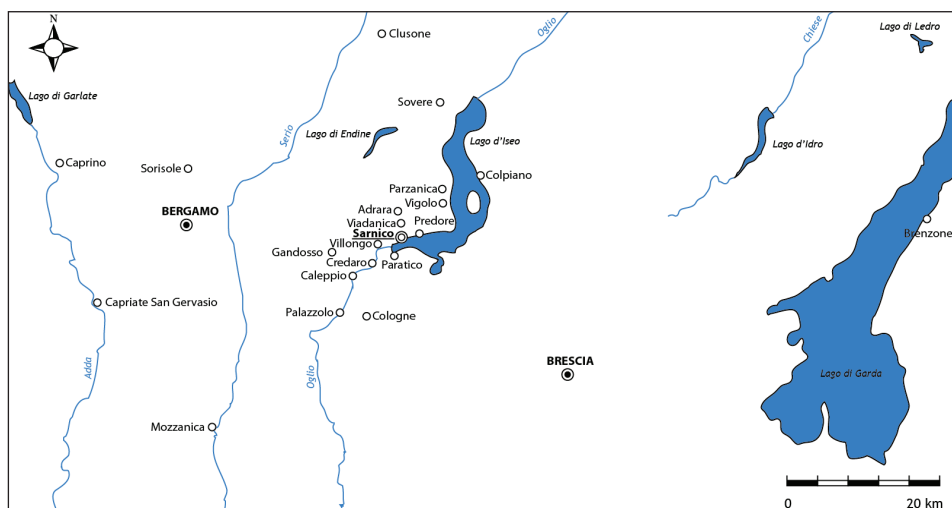 N
Clusone
Oglio
Chiese
Lago di Ledro
Lago di Garlate
Sovere
Serio
Lago di Endine
Lago d'Iseo
Lago d'Idro
Caprino
Sorisole
Colpiano
Parzanica
Vigolo
Adrara
BERGAMO
Viadanica
Predore
Sarnico
Brenzone
Villongo
Gandosso
Credaro
Paratico
Caleppio
Capriate San Gervasio
Palazzolo
Cologne
BRESCIA
Adda
Oglio
Lago di Garda
Mozzanica
0
20 km